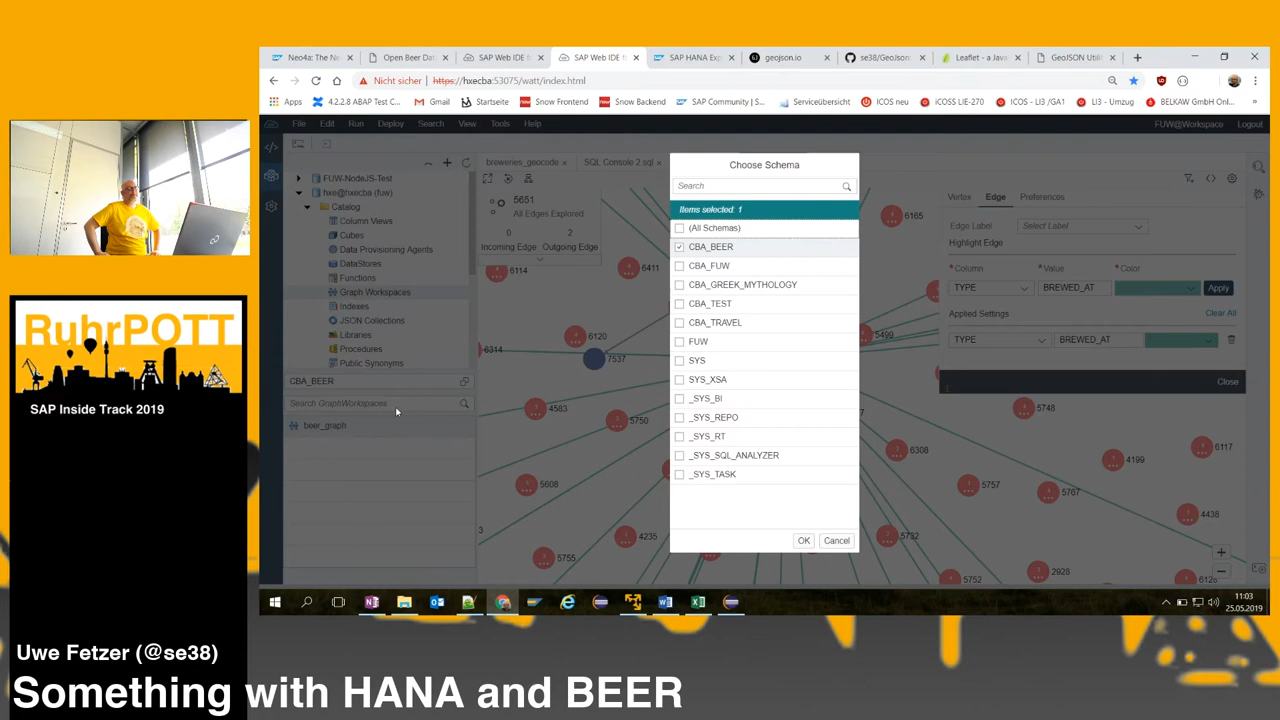 Neo4a: The Ne
Open Beer Dat
SAP Web IDE f
SAP Web IDE f
SAP HANA Exp
geojson.io
se38/GeoJson:
Leaflet - a Java
GeoJSON Utili
Nicht sicher | https://hxecba:53075/watt/index.html
Apps
4.2.2.8 ABAP Test C...
Gmail
Startseite
Snow Frontend
Snow Backend
SAP Community | S...
Serviceübersicht
ICOS neu
iCOSS LIE-270
ICOS - LI3 /GA1
LI3 - Umzug
BELKAW GmbH Onl...
File Edit Run Deploy Search View Tools Help
FUW@Workspace Logout
FUW-NodeJS-Test
hxe@hxecba (fuw)
Catalog
Column Views
Cubes
Data Provisioning Agents
DataStores
Functions
Graph Workspaces
Indexes
JSON Collections
Libraries
Procedures
Public Synonyms
CBA_BEER
Search GraphWorkspaces
beer_graph
breweries_geocode
SQL Console 2.sql
5651
All Edges Explored
0 2
Incoming Edge Outgoing Edge
6114
6411
6120
6314
7537
4583
5750
5608
3
4235
5755
Choose Schema
Search
Items selected: 1
(All Schemas)
CBA_BEER
CBA_FUW
CBA_GREEK_MYTHOLOGY
CBA_TEST
CBA_TRAVEL
FUW
SYS
SYS_XSA
_SYS_BI
_SYS_REPO
_SYS_RT
_SYS_SQL_ANALYZER
_SYS_TASK
OK Cancel
6165
5499
5748
6308
6117
4199
5757
5767
4438
5732
5752
2928
Vertex Edge Preferences
Edge Label Select Label
Highlight Edge
*Column *Value *Color
TYPE BREWED_AT Apply
Applied Settings Clear All
TYPE BREWED_AT
Close
11:03
25.05.2019
RuhrPOTT
SAP Inside Track 2019
Uwe Fetzer (@se38)
Something with HANA and BEER